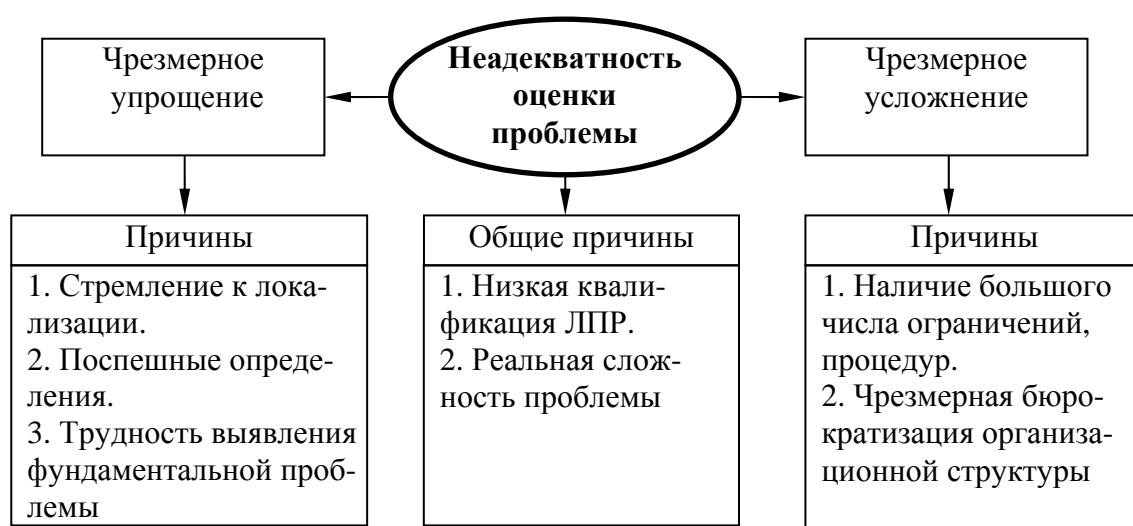 Чрезмерное
упрощение
Неадекватность
оценки
проблемы
Чрезмерное
усложнение
Причины
1. Стремление к лока-
лизации.
2. Поспешные опреде-
ления.
3. Трудность выявления
фундаментальной проб-
лемы
Общие причины
1. Низкая квали-
фикация ЛПР.
2. Реальная слож-
ность проблемы
Причины
1. Наличие большого
числа ограничений,
процедур.
2. Чрезмерная бюро-
кратизация организа-
ционной структуры